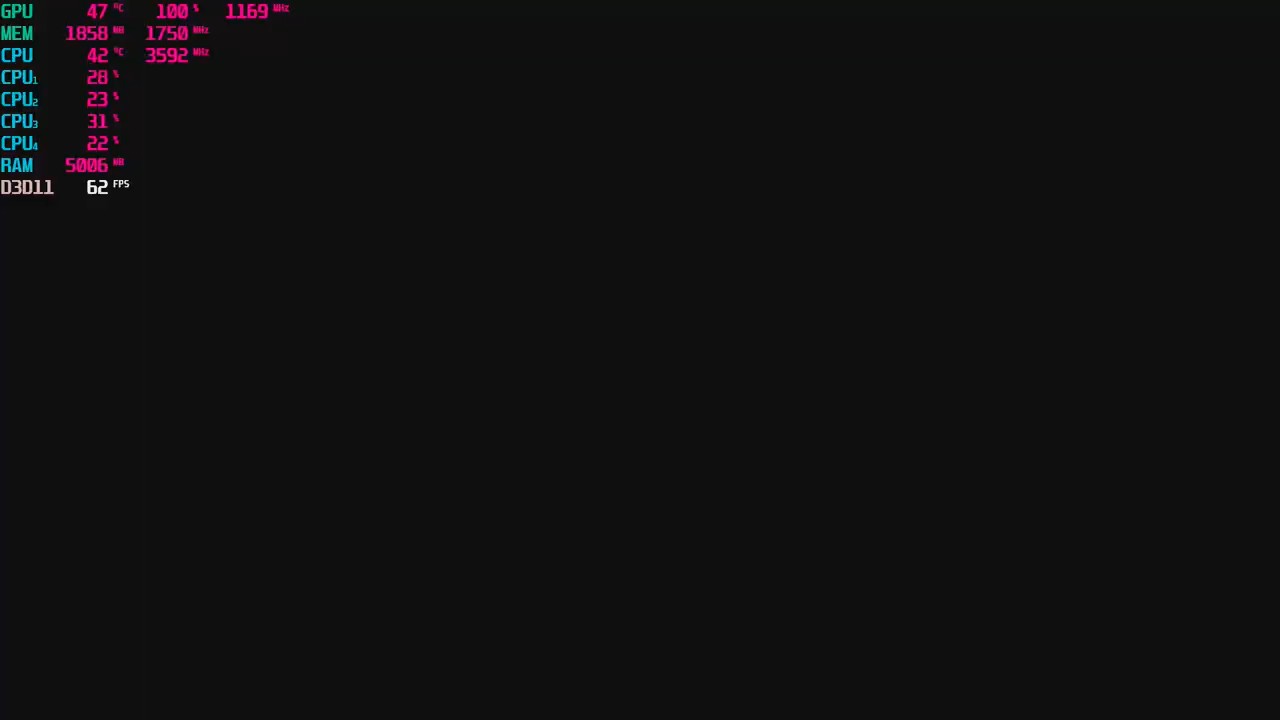 GPU 47 °C 100 % 1169 MHz
MEM 1858 MB 1750 MHz
CPU 42 °C 3592 MHz
CPU1 28 %
CPU2 23 %
CPU3 31 %
CPU4 22 %
RAM 5006 MB
D3D11 62 FPS